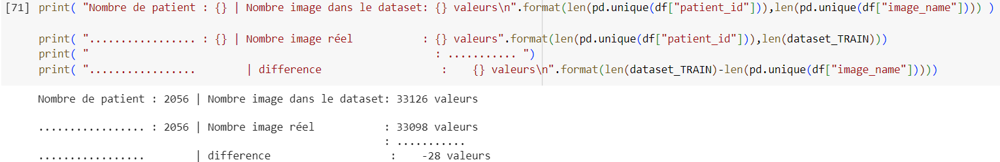 [71] print( "Nombre de patient : {} | Nombre image dans le dataset: {} valeurs\n".format(len(pd.unique(df["patient_id"])),len(pd.unique(df["image_name"]))) )
print( "................. : {} | Nombre image réel           : {} valeurs".format(len(pd.unique(df["patient_id"])),len(dataset_TRAIN)))
print( "                                                       : ........... ")
print( ".................        | difference                   :    {} valeurs\n".format(len(dataset_TRAIN)-len(pd.unique(df["image_name"]))))
Nombre de patient : 2056 | Nombre image dans le dataset: 33126 valeurs
................. : 2056 | Nombre image réel           : 33098 valeurs
                                                       : ...........
.................        | difference                   :    -28 valeurs